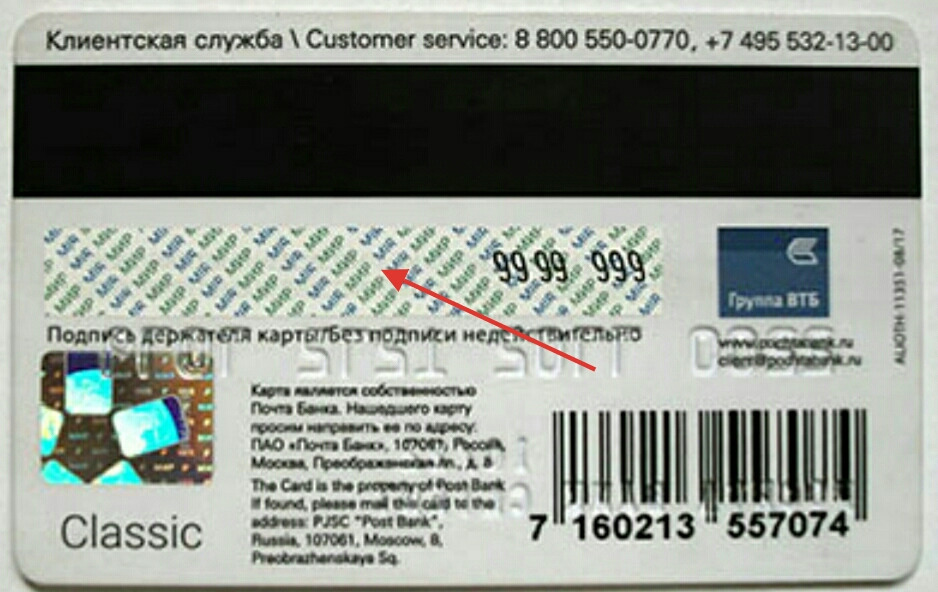 Клиентская служба \ Customer service: 8 800 550-0770, +7 495 532-13-00
99 99 999
Группа ВТБ
ALIOTH-11351-08/17
Подпись держателя карты/Без подписи недействительно
www.pochtabank.ru
client@pochtabank.ru
Карта является собственностью
Почта Банка. Нашедшего карту
просим направить ее по адресу:
ПАО «Почта Банк», 107061, Россия,
Москва, Преображенская пл., д. 8
The Card is the property of Post Bank
If found, please mail this card to the
address: PJSC "Post Bank",
Russia, 107061, Moscow, 8,
Preobrazhenskaya Sq.
Classic
7 160213 557074